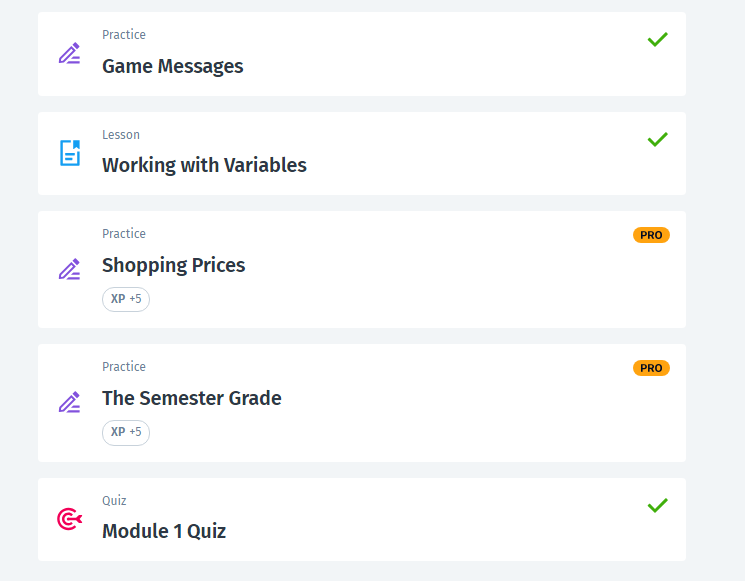 Practice
Game Messages
Lesson
Working with Variables
Practice
PRO
Shopping Prices
XP +5
Practice
PRO
The Semester Grade
XP +5
Quiz
Module 1 Quiz